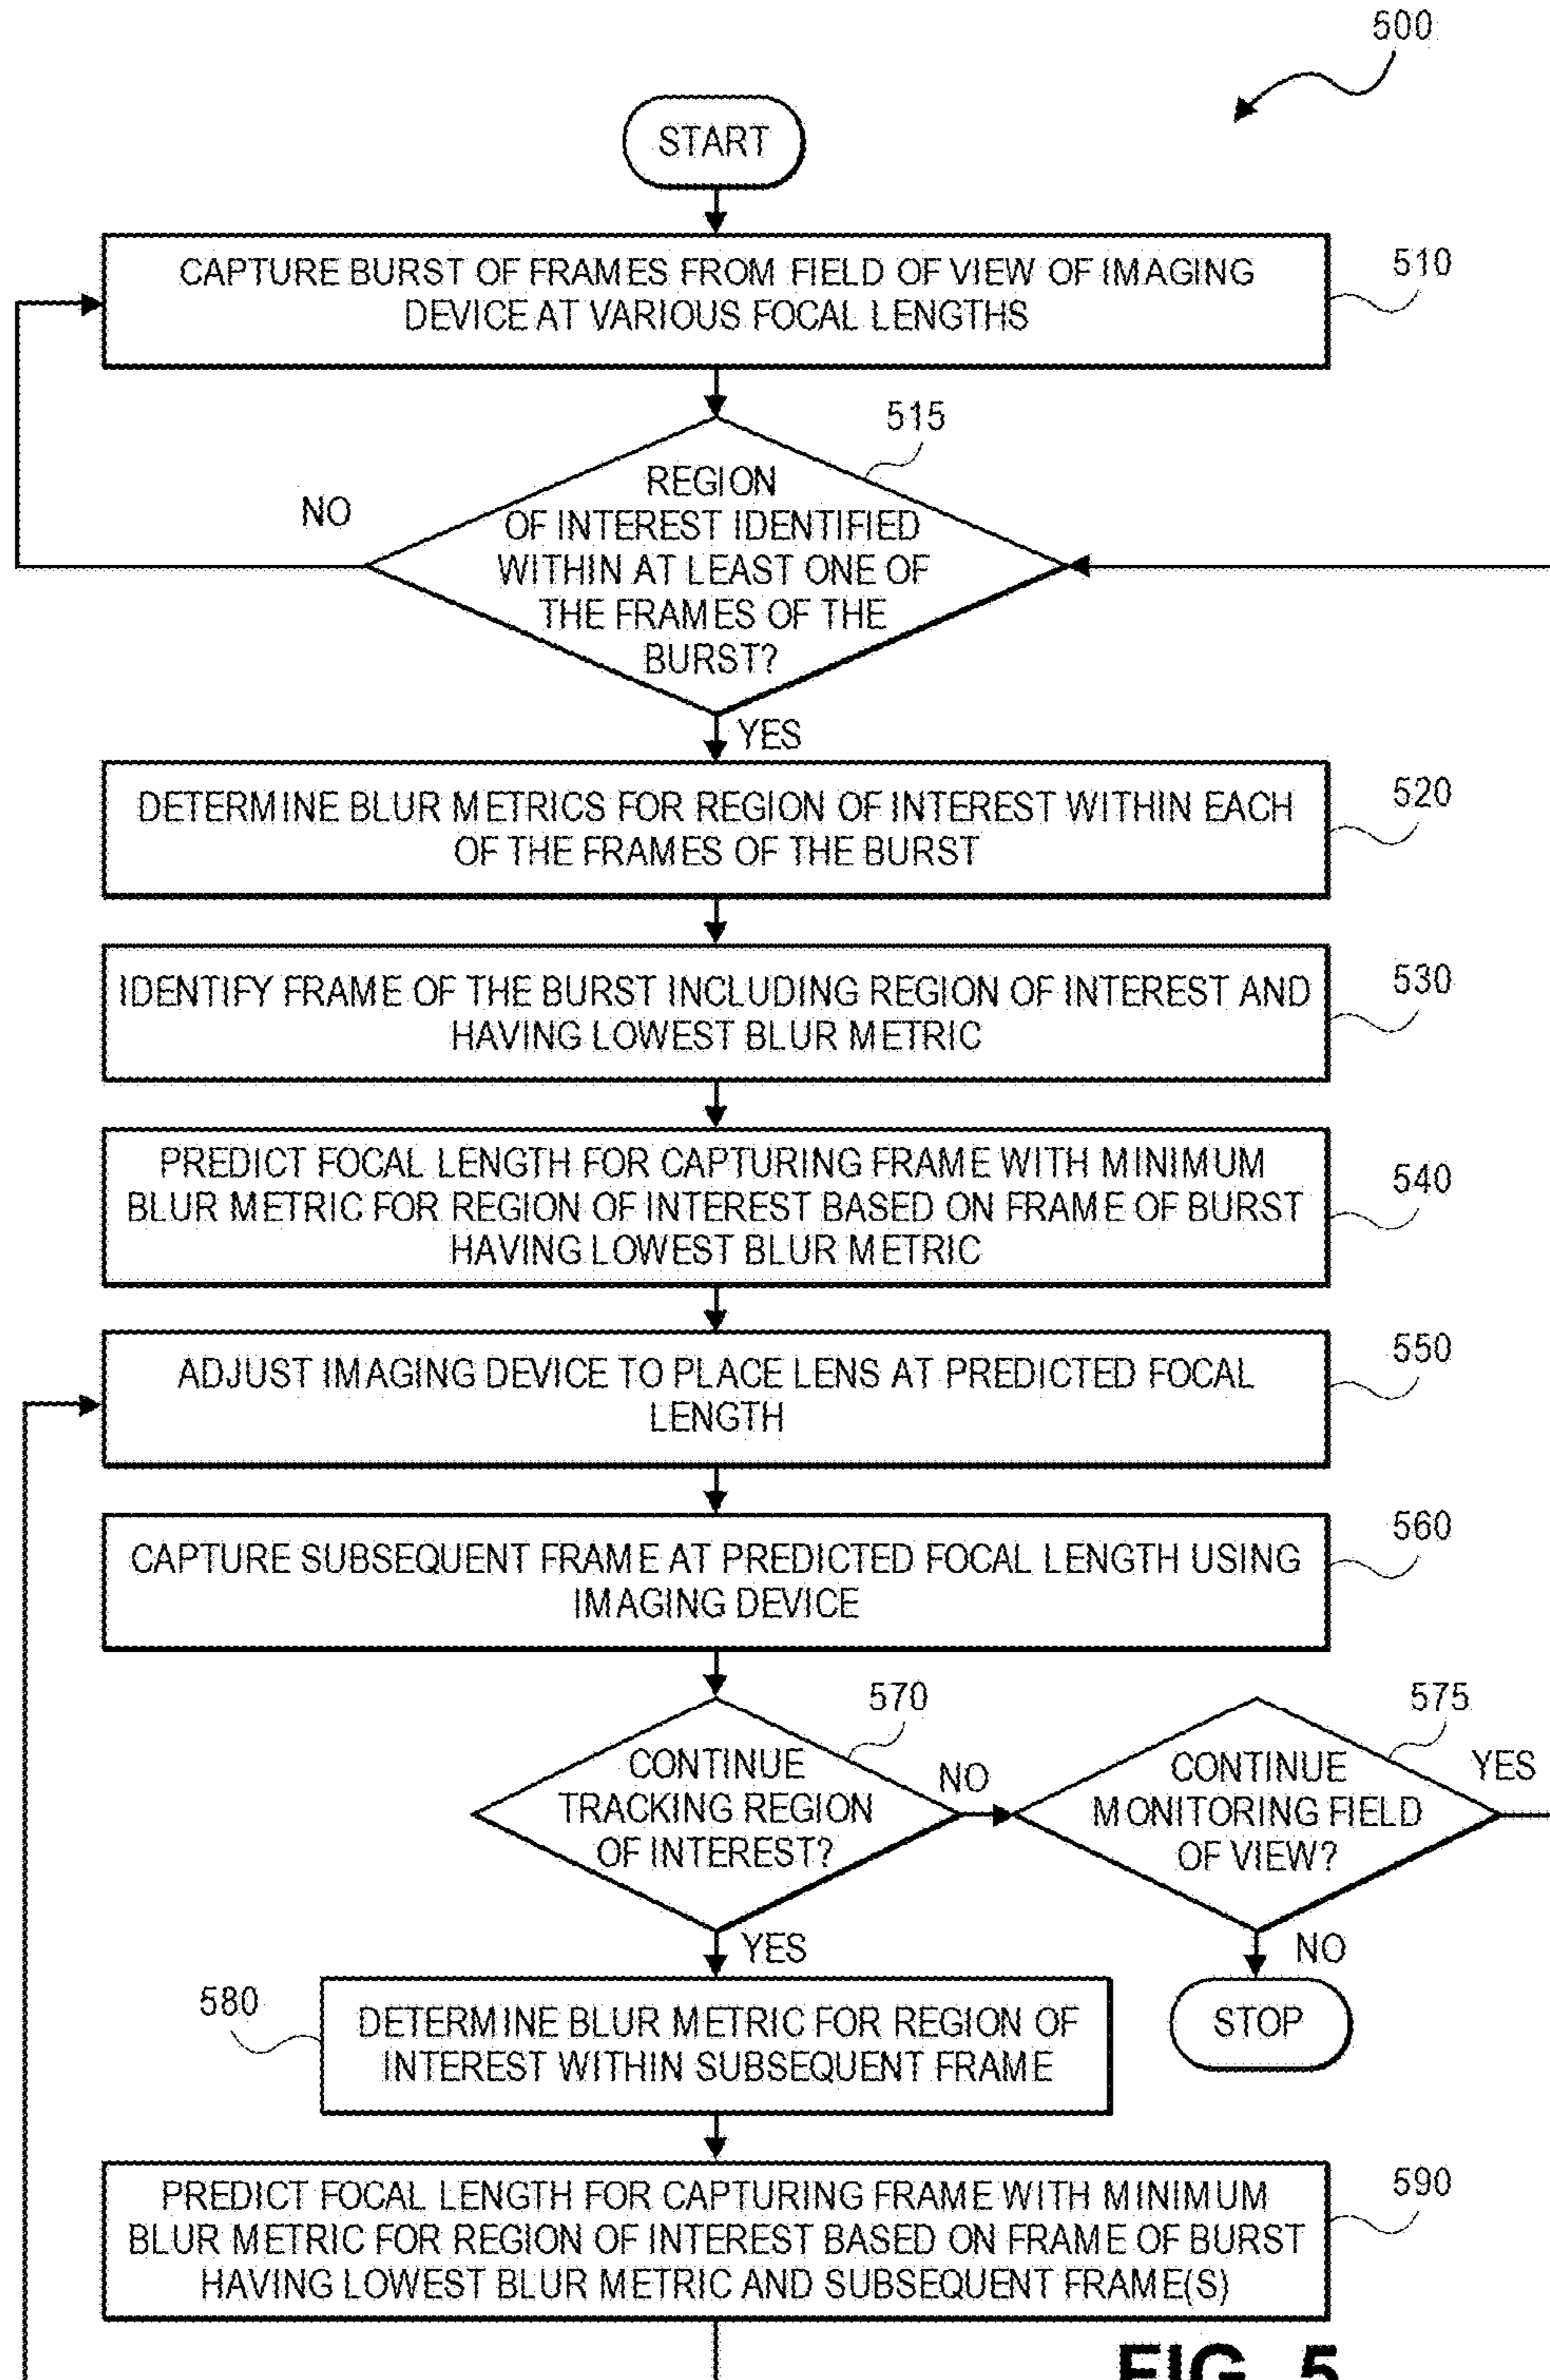 500
START
CAPTURE BURST OF FRAMES FROM FIELD OF VIEW OF IMAGING
DEVICE AT VARIOUS FOCAL LENGTHS
510
515
REGION
OF INTEREST IDENTIFIED
WITHIN AT LEAST ONE OF
THE FRAMES OF THE
BURST?
NO
YES
DETERMINE BLUR METRICS FOR REGION OF INTEREST WITHIN EACH
OF THE FRAMES OF THE BURST
520
IDENTIFY FRAME OF THE BURST INCLUDING REGION OF INTEREST AND
HAVING LOWEST BLUR METRIC
530
PREDICT FOCAL LENGTH FOR CAPTURING FRAME WITH MINIMUM
BLUR METRIC FOR REGION OF INTEREST BASED ON FRAME OF BURST
HAVING LOWEST BLUR METRIC
540
ADJUST IMAGING DEVICE TO PLACE LENS AT PREDICTED FOCAL
LENGTH
550
CAPTURE SUBSEQUENT FRAME AT PREDICTED FOCAL LENGTH USING
IMAGING DEVICE
560
570
CONTINUE
TRACKING REGION
OF INTEREST?
NO
575
CONTINUE
MONITORING FIELD
OF VIEW?
YES
YES
NO
580
DETERMINE BLUR METRIC FOR REGION OF
INTEREST WITHIN SUBSEQUENT FRAME
STOP
PREDICT FOCAL LENGTH FOR CAPTURING FRAME WITH MINIMUM
BLUR METRIC FOR REGION OF INTEREST BASED ON FRAME OF BURST
HAVING LOWEST BLUR METRIC AND SUBSEQUENT FRAME(S)
590
FIG. 5